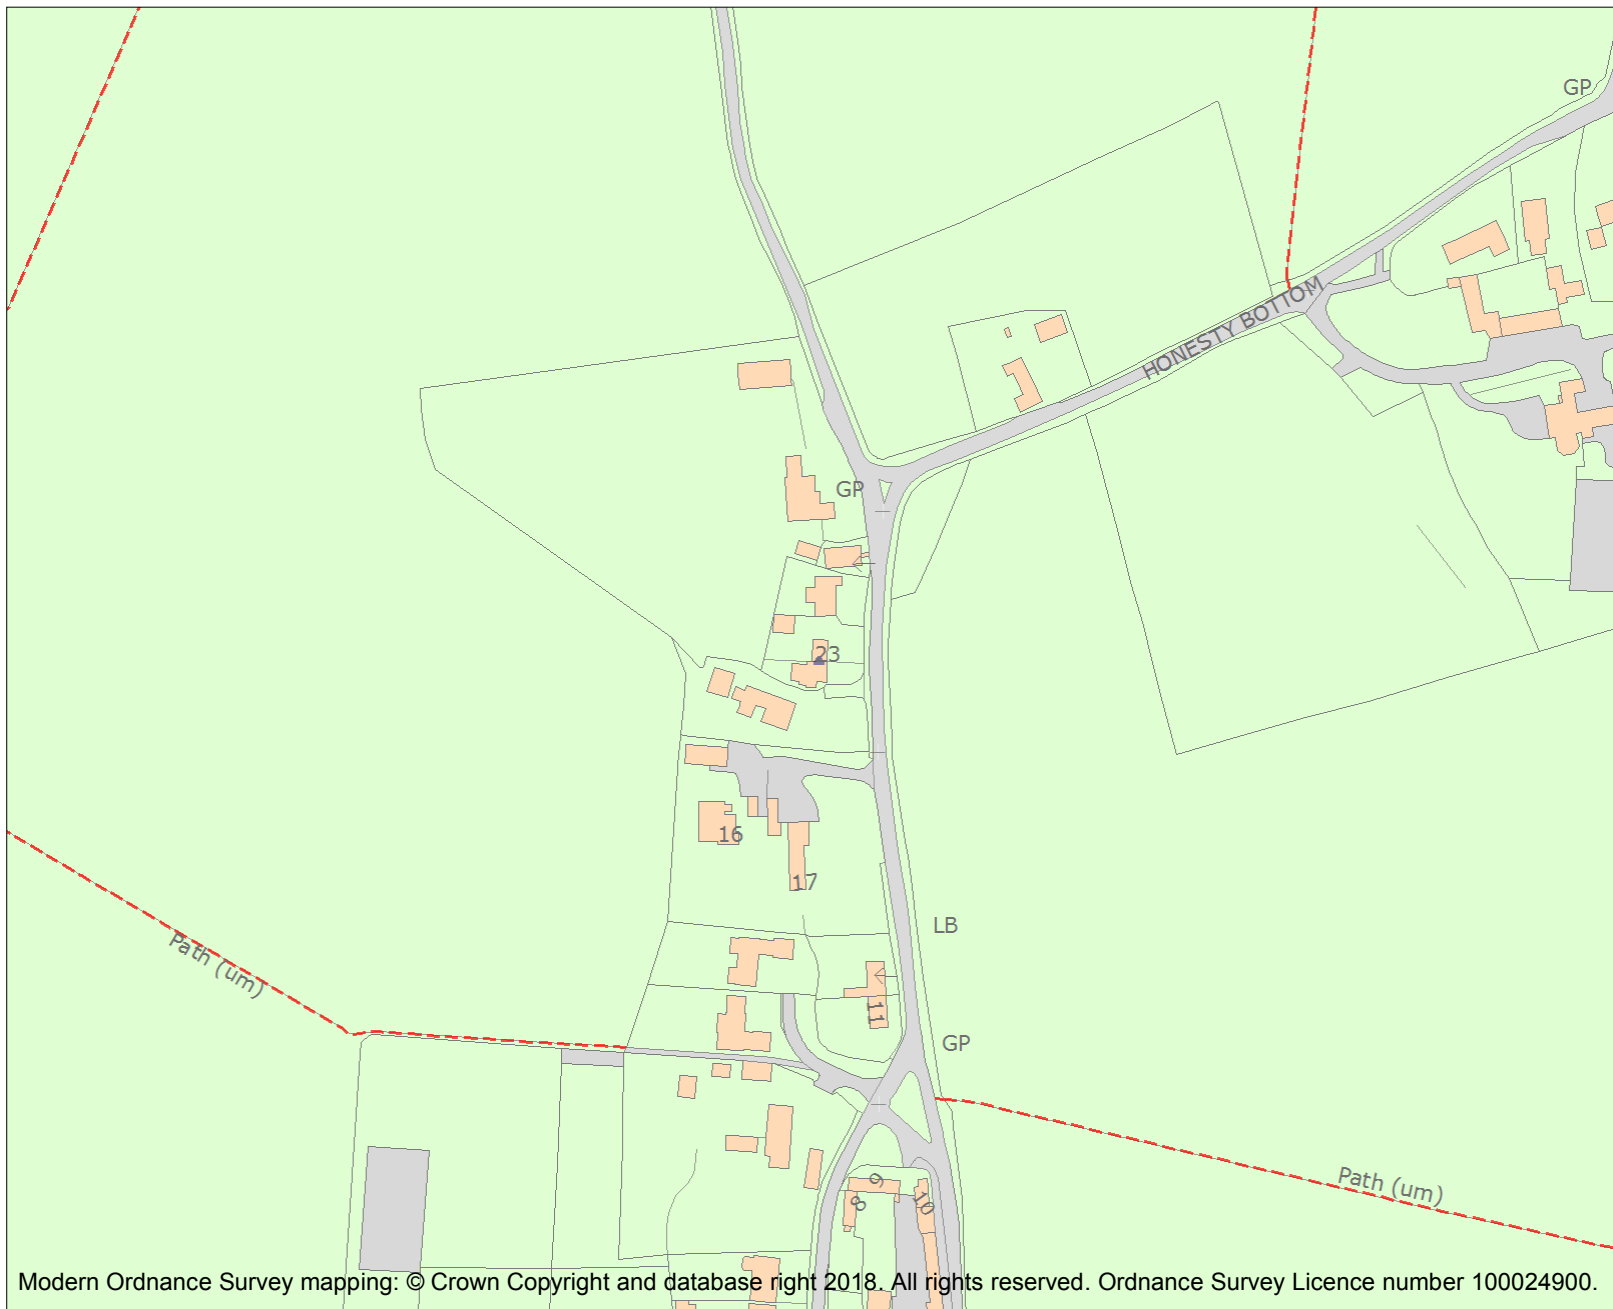 GP
HONESTY BOTTOM
GP
23
16
17
LB
Path (um)
11
GP
Path (um)
9
8
10
Modern Ordnance Survey mapping: © Crown Copyright and database right 2018. All rights reserved. Ordnance Survey Licence number 100024900.